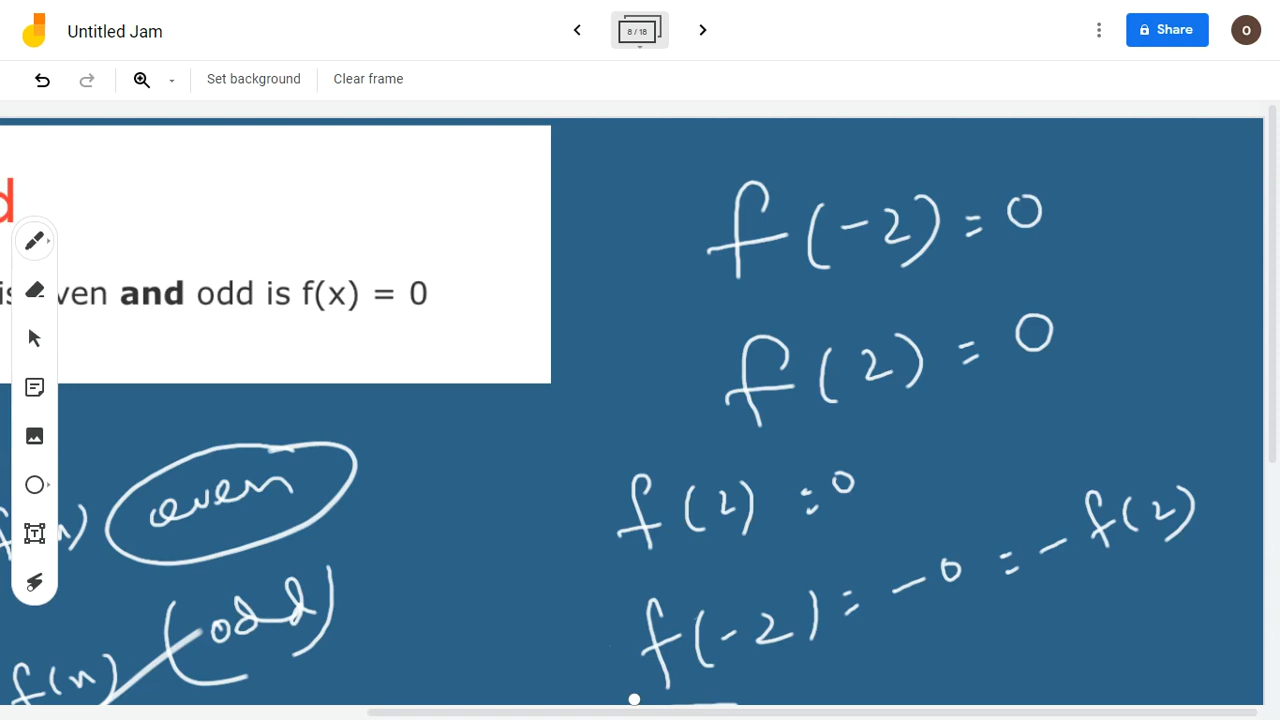 Untitled Jam
8 / 18
Share
O
Set background
Clear frame
d
is even and odd is f(x) = 0
f(-2) = 0
f(2) = 0
f(2) = 0
f(-2) = -0 = -f(2)
f(n) even
f(n) (odd)